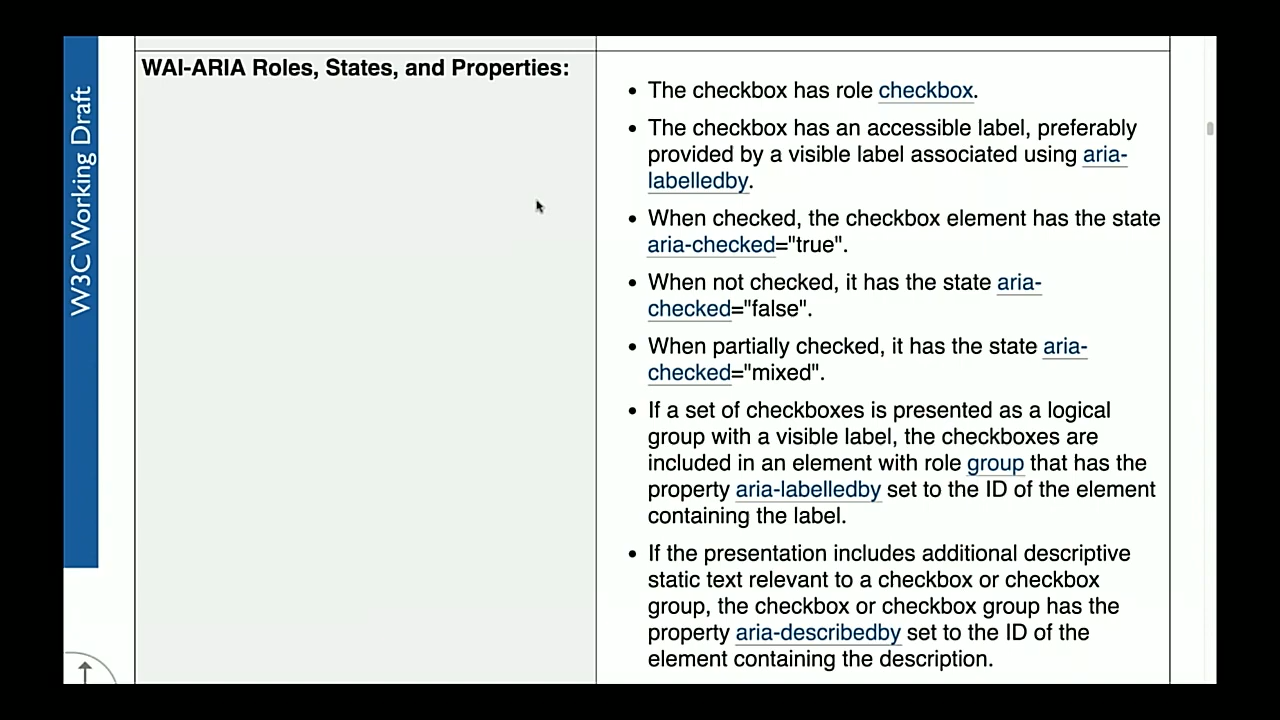 W3C Working Draft
WAI-ARIA Roles, States, and Properties:
• The checkbox has role checkbox.
• The checkbox has an accessible label, preferably
provided by a visible label associated using aria-
labelledby.
• When checked, the checkbox element has the state
aria-checked="true".
• When not checked, it has the state aria-
checked="false".
• When partially checked, it has the state aria-
checked="mixed".
• If a set of checkboxes is presented as a logical
group with a visible label, the checkboxes are
included in an element with role group that has the
property aria-labelledby set to the ID of the element
containing the label.
• If the presentation includes additional descriptive
static text relevant to a checkbox or checkbox
group, the checkbox or checkbox group has the
property aria-describedby set to the ID of the
element containing the description.